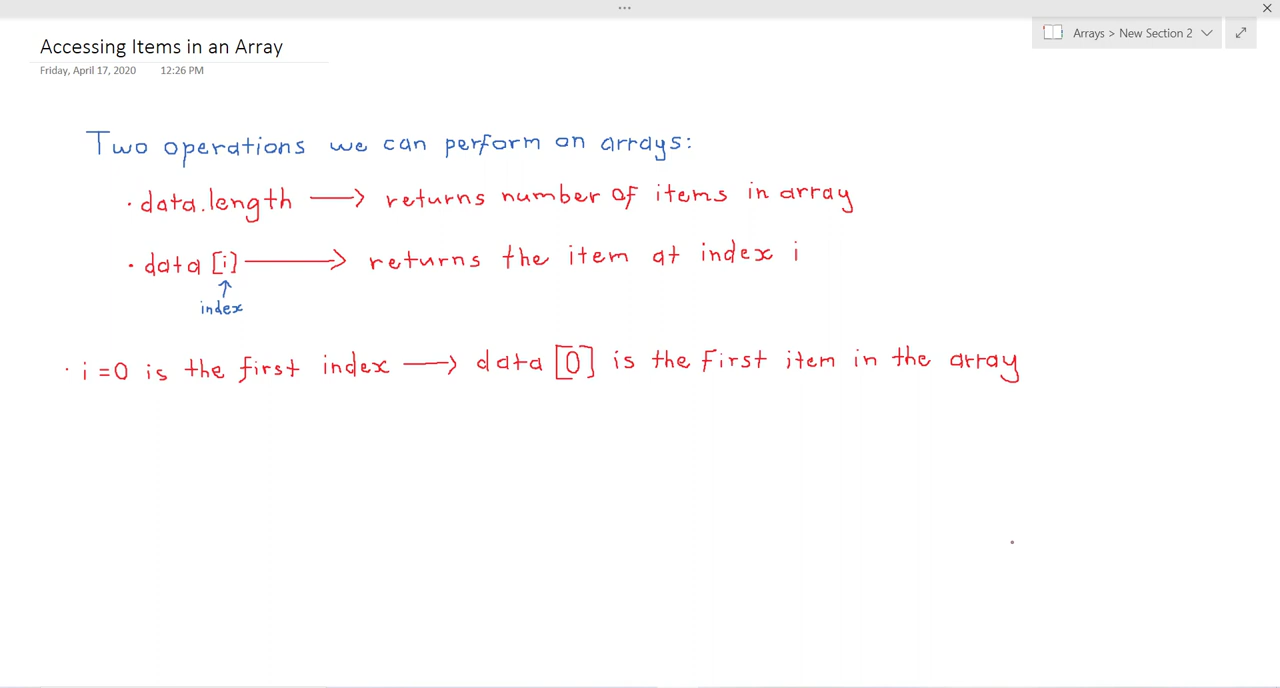 Accessing Items in an Array
Arrays > New Section 2
Friday, April 17, 2020 12:26 PM
Two operations we can perform on arrays:
· data.length ⟶ returns number of items in array
· data [i] ⟶ returns the item at index i
↑
index
· i=0 is the first index ⟶ data [0] is the first item in the array